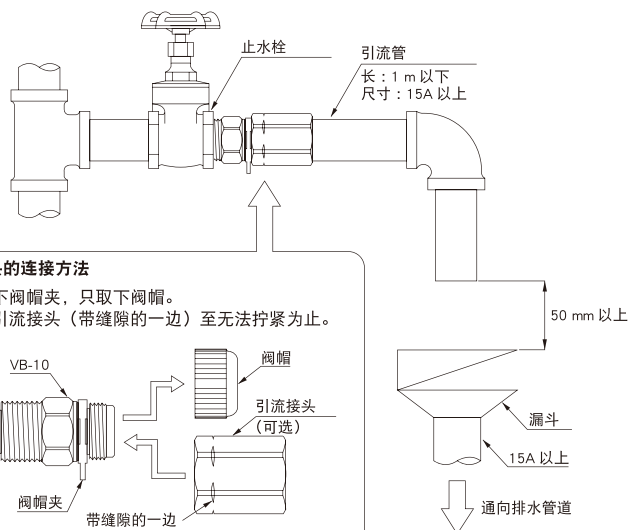 止水栓
引流管
长：1 m 以下
尺寸：15A 以上
的连接方法
下阀帽夹，只取下阀帽。
引流接头（带缝隙的一边）至无法拧紧为止。
50 mm 以上
VB-10
阀帽
引流接头
（可选）
漏斗
15A 以上
阀帽夹
带缝隙的一边
通向排水管道